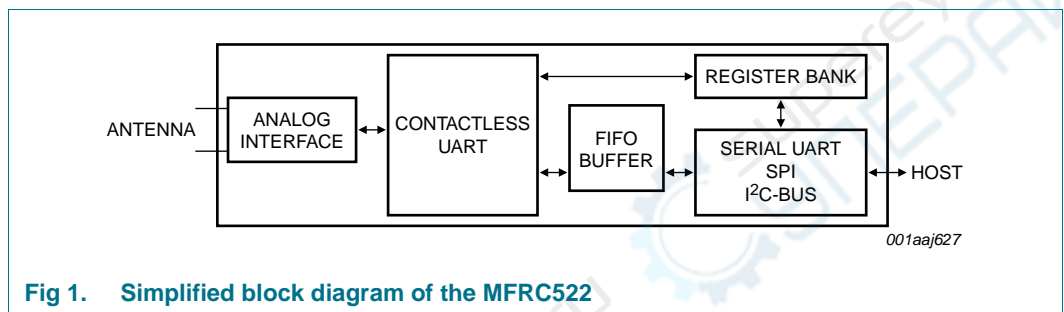 ANTENNA
ANALOG
INTERFACE
CONTACTLESS
UART
FIFO
BUFFER
REGISTER BANK
SERIAL UART
SPI
I²C-BUS
HOST
001aaj627
Fig 1. Simplified block diagram of the MFRC522